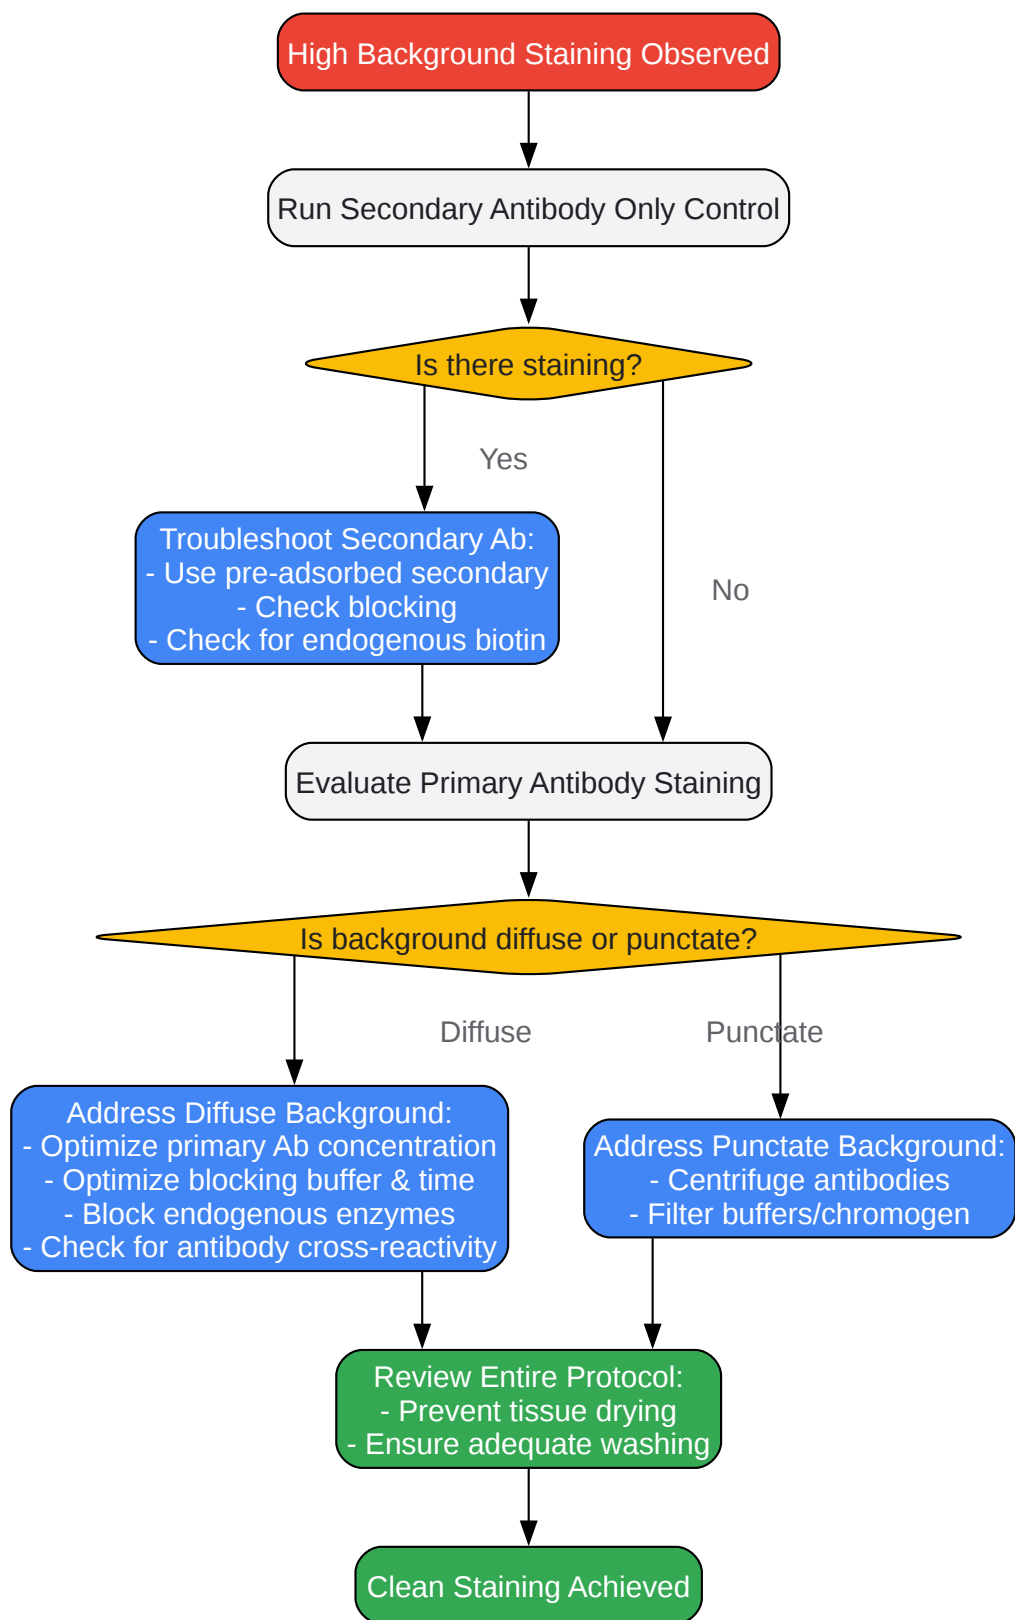 High Background Staining Observed
Run Secondary Antibody Only Control
Is there staining?
Yes
Troubleshoot Secondary Ab:
- Use pre-adsorbed secondary
- Check blocking
- Check for endogenous biotin
No
Evaluate Primary Antibody Staining
Is background diffuse or punctate?
Diffuse
Punctate
Address Diffuse Background:
- Optimize primary Ab concentration
- Optimize blocking buffer & time
- Block endogenous enzymes
- Check for antibody cross-reactivity
Address Punctate Background:
- Centrifuge antibodies
- Filter buffers/chromogen
Review Entire Protocol:
- Prevent tissue drying
- Ensure adequate washing
Clean Staining Achieved